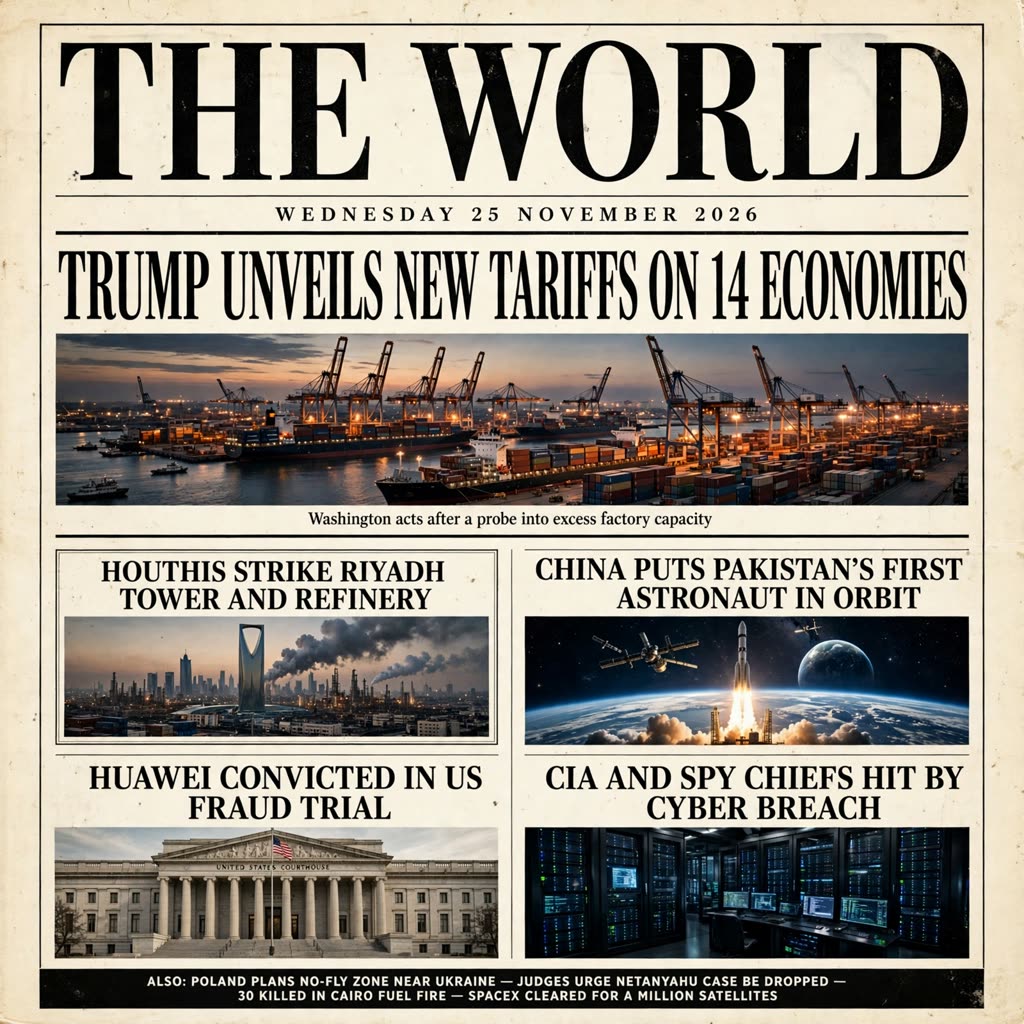 THE WORLD
WEDNESDAY 25 NOVEMBER 2026
TRUMP UNVEILS NEW TARIFFS ON 14 ECONOMIES
Washington acts after a probe into excess factory capacity
HOUTHIS STRIKE RIYADH
TOWER AND REFINERY
CHINA PUTS PAKISTAN'S FIRST
ASTRONAUT IN ORBIT
HUAWEI CONVICTED IN US
FRAUD TRIAL
UNITED STATES COURTHOUSE
CIA AND SPY CHIEFS HIT BY
CYBER BREACH
ALSO: POLAND PLANS NO-FLY ZONE NEAR UKRAINE — JUDGES URGE NETANYAHU CASE BE DROPPED —
30 KILLED IN CAIRO FUEL FIRE — SPACEX CLEARED FOR A MILLION SATELLITES